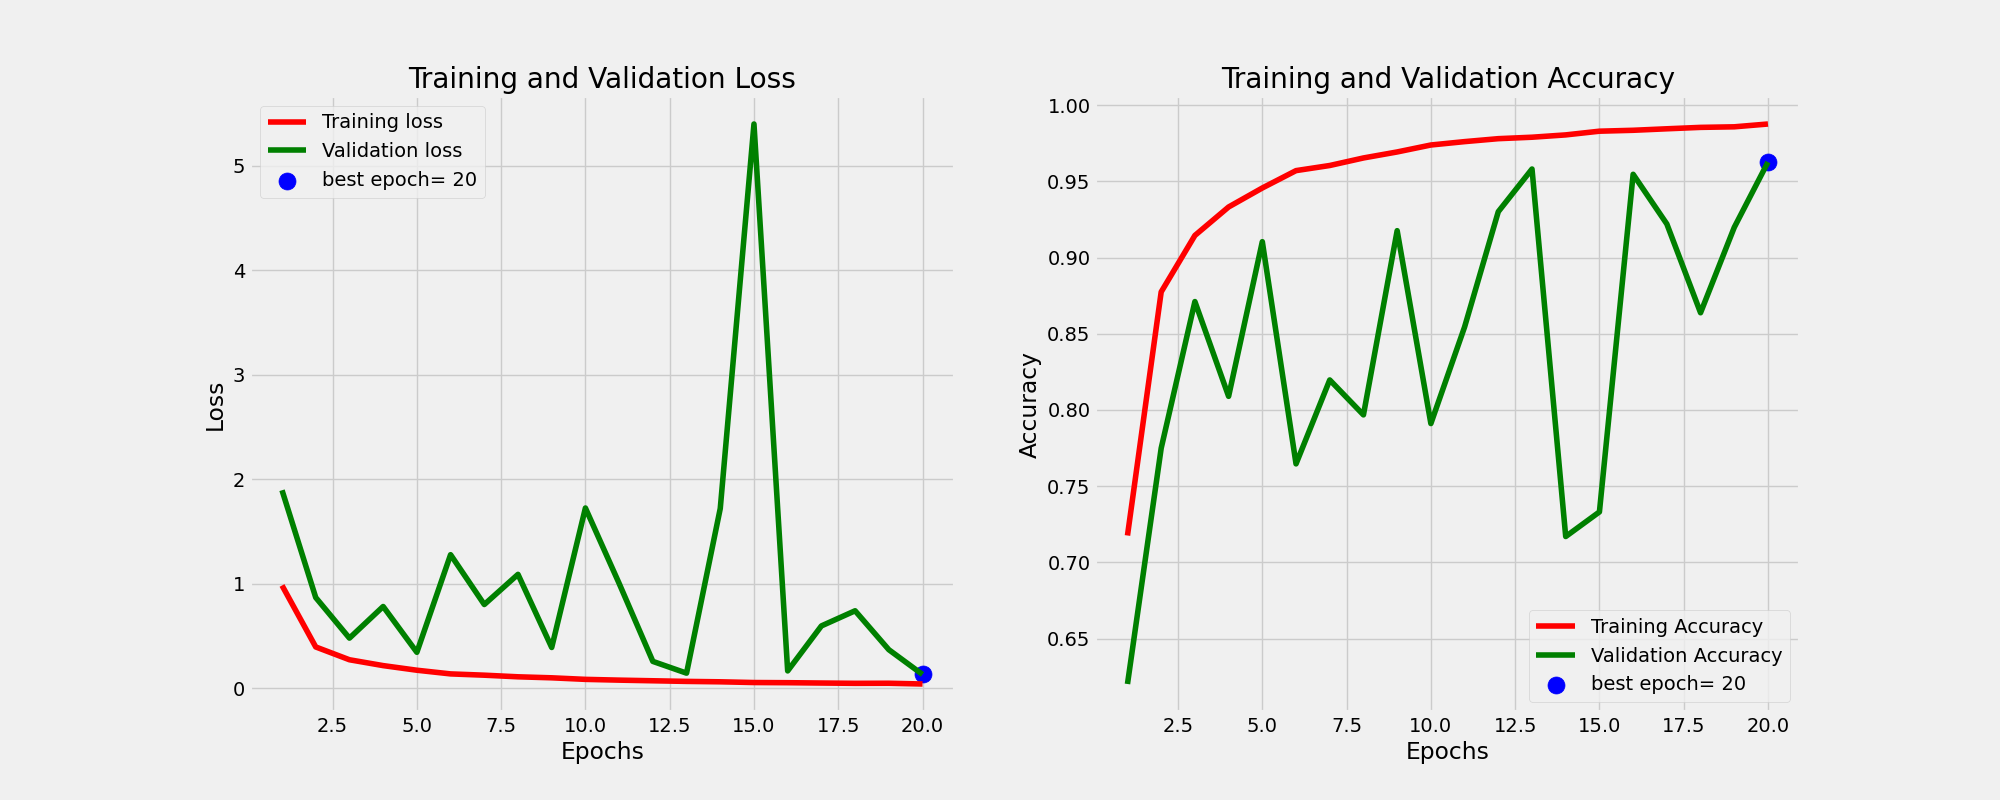 Training and Validation Loss
Training loss
Validation loss
best epoch= 20
5
4
3
2
1
0
Loss
2.5 5.0 7.5 10.0 12.5 15.0 17.5 20.0
Epochs
Training and Validation Accuracy
1.00
0.95
0.90
0.85
0.80
0.75
0.70
0.65
Accuracy
Training Accuracy
Validation Accuracy
best epoch= 20
2.5 5.0 7.5 10.0 12.5 15.0 17.5 20.0
Epochs